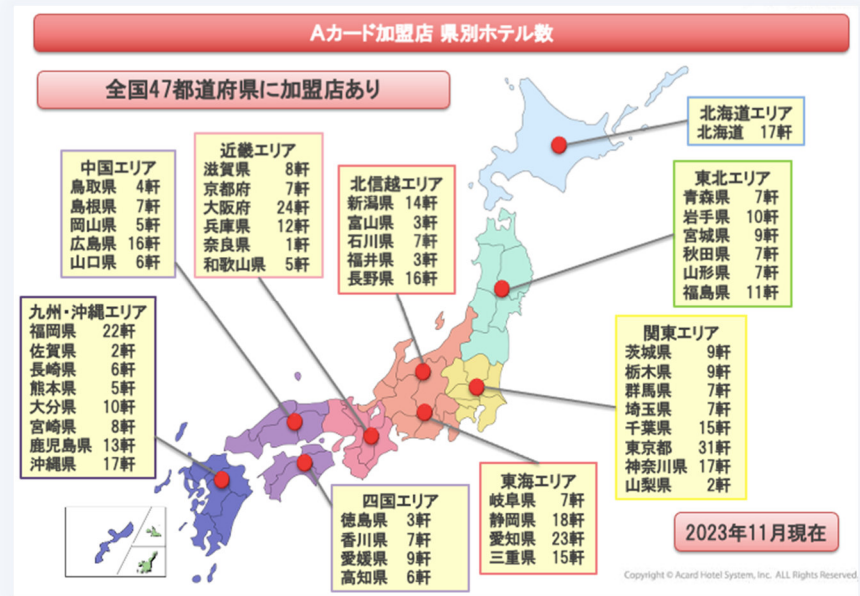 Aカード加盟店 県別ホテル数
全国47都道府県に加盟店あり
北海道エリア
北海道 17軒
東北エリア
青森県 7軒
岩手県 10軒
宮城県 9軒
秋田県 7軒
山形県 7軒
福島県 11軒
関東エリア
茨城県 9軒
栃木県 9軒
群馬県 7軒
埼玉県 7軒
千葉県 15軒
東京都 31軒
神奈川県 17軒
山梨県 2軒
北信越エリア
新潟県 14軒
富山県 3軒
石川県 7軒
福井県 3軒
長野県 16軒
近畿エリア
滋賀県 8軒
京都府 7軒
大阪府 24軒
兵庫県 12軒
奈良県 1軒
和歌山県 5軒
中国エリア
鳥取県 4軒
島根県 7軒
岡山県 5軒
広島県 16軒
山口県 6軒
九州・沖縄エリア
福岡県 22軒
佐賀県 2軒
長崎県 6軒
熊本県 5軒
大分県 10軒
宮崎県 8軒
鹿児島県 13軒
沖縄県 17軒
四国エリア
徳島県 3軒
香川県 7軒
愛媛県 9軒
高知県 6軒
東海エリア
岐阜県 7軒
静岡県 18軒
愛知県 23軒
三重県 15軒
2023年11月現在
Copyright © Acard Hotel System, Inc. ALL Rights Reserved.